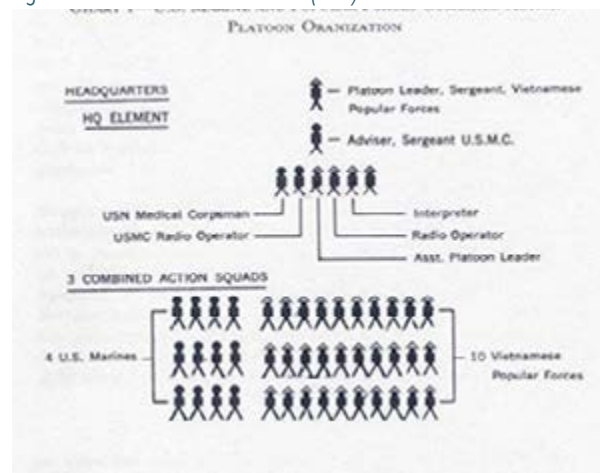 PLATOON ORANIZATION
HEADQUARTERS
HQ ELEMENT
Platoon Leader, Sergeant, Vietnamese
Popular Forces
Adviser, Sergeant U.S.M.C.
USN Medical Corpsman
USMC Radio Operator
Interpreter
Radio Operator
Asst. Platoon Leader
3 COMBINED ACTION SQUADS
4 U.S. Marines
10 Vietnamese
Popular Forces